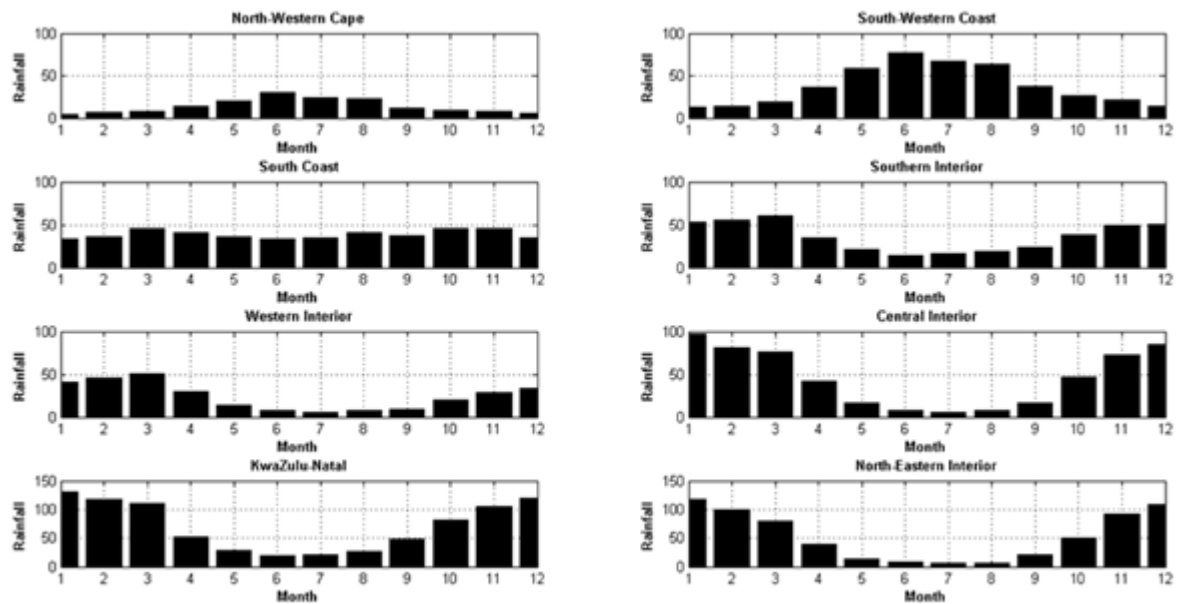 North-Western Cape
100
50
0
Rainfall
1 2 3 4 5 6 7 8 9 10 11 12
Month
South-Western Coast
100
50
0
Rainfall
1 2 3 4 5 6 7 8 9 10 11 12
Month
South Coast
100
50
0
Rainfall
1 2 3 4 5 6 7 8 9 10 11 12
Month
Southern Interior
100
50
0
Rainfall
1 2 3 4 5 6 7 8 9 10 11 12
Month
Western Interior
100
50
0
Rainfall
1 2 3 4 5 6 7 8 9 10 11 12
Month
Central Interior
100
50
0
Rainfall
1 2 3 4 5 6 7 8 9 10 11 12
Month
KwaZulu-Natal
150
100
50
0
Rainfall
1 2 3 4 5 6 7 8 9 10 11 12
Month
North-Eastern Interior
150
100
50
0
Rainfall
1 2 3 4 5 6 7 8 9 10 11 12
Month